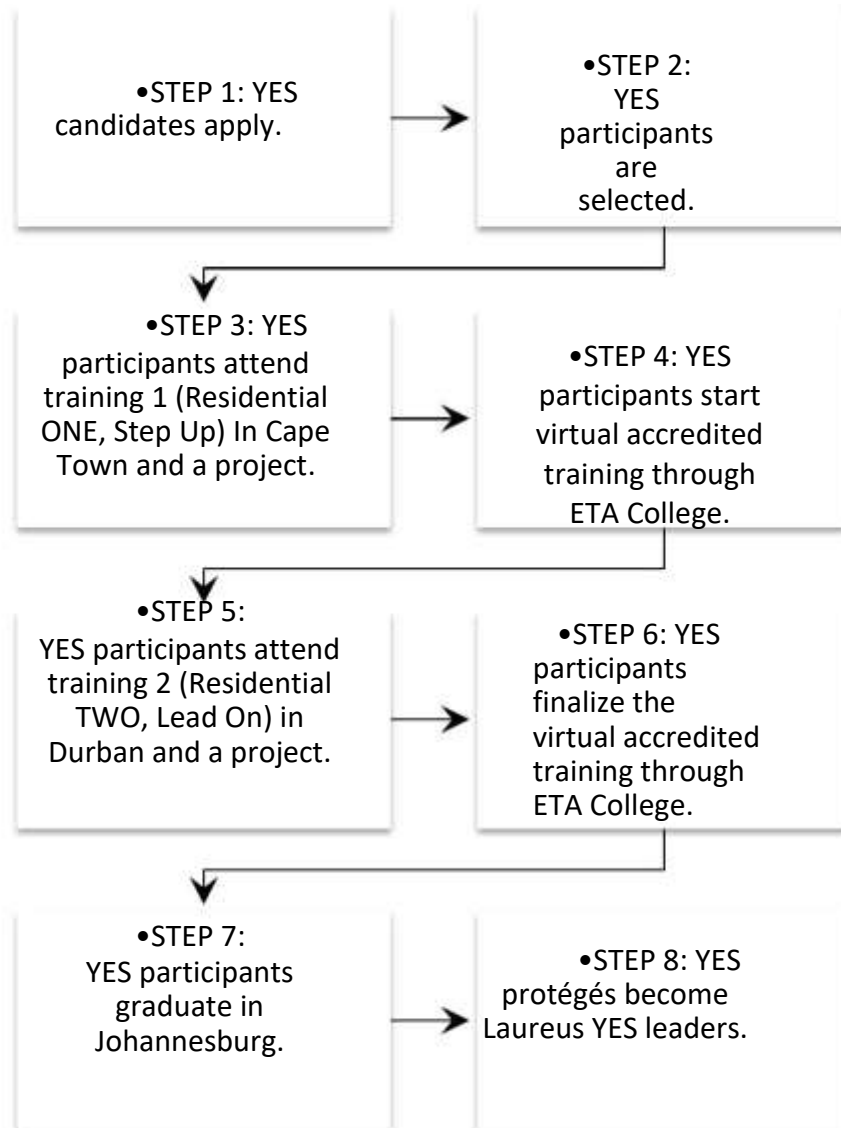 •STEP 1: YES
candidates apply.
•STEP 2:
YES
participants
are
selected.
•STEP 3: YES
participants attend
training 1 (Residential
ONE, Step Up) In Cape
Town and a project.
•STEP 4: YES
participants start
virtual accredited
training through
ETA College.
•STEP 5:
YES participants attend
training 2 (Residential
TWO, Lead On) in
Durban and a project.
•STEP 6: YES
participants
finalize the
virtual accredited
training through
ETA College.
•STEP 7:
YES participants
graduate in
Johannesburg.
•STEP 8: YES
protégés become
Laureus YES leaders.